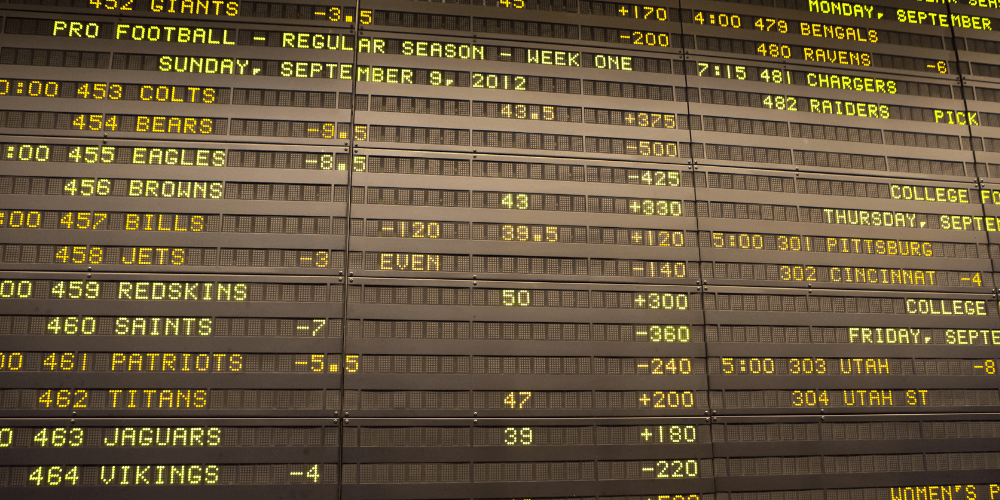 452 GIANTS -3.5 45 +170
-200
PRO FOOTBALL - REGULAR SEASON - WEEK ONE
SUNDAY, SEPTEMBER 9, 2012
:00 453 COLTS 43.5 +375
454 BEARS -9.5 -500
:00 455 EAGLES -8.5 -425
456 BROWNS 43 +330
:00 457 BILLS -120 39.5 +120
458 JETS -3 EVEN -140
00 459 REDSKINS 50 +300
460 SAINTS -7 -360
00 461 PATRIOTS -5.5 -240
462 TITANS 47 +200
0 463 JAGUARS 39 +180
464 VIKINGS -4 -220
MONDAY, SEPTEMBER
4:00 479 BENGALS
480 RAVENS -6
7:15 481 CHARGERS
482 RAIDERS PICK
COLLEGE FO
THURSDAY, SEPTE
5:00 301 PITTSBURG
302 CINCINNAT -4
COLLEGE
FRIDAY, SEPTE
5:00 303 UTAH -8
304 UTAH ST
WOMEN'S